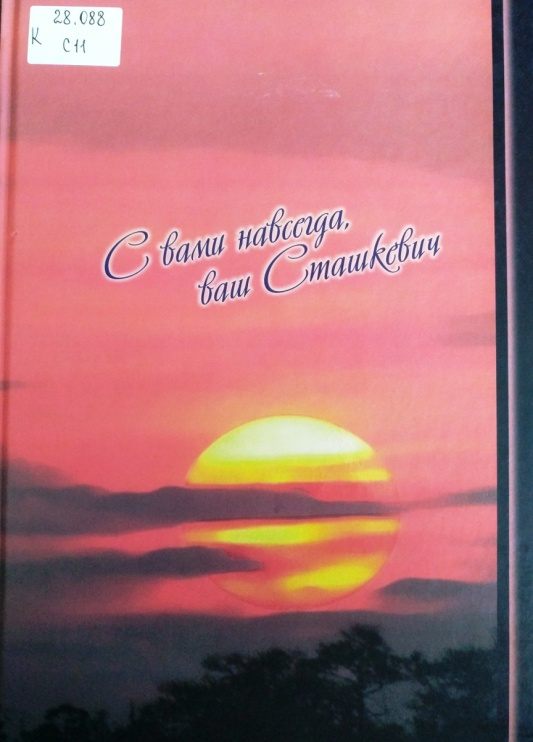 28.088
К
С11
С вами навсегда,
ваш Сташкевич